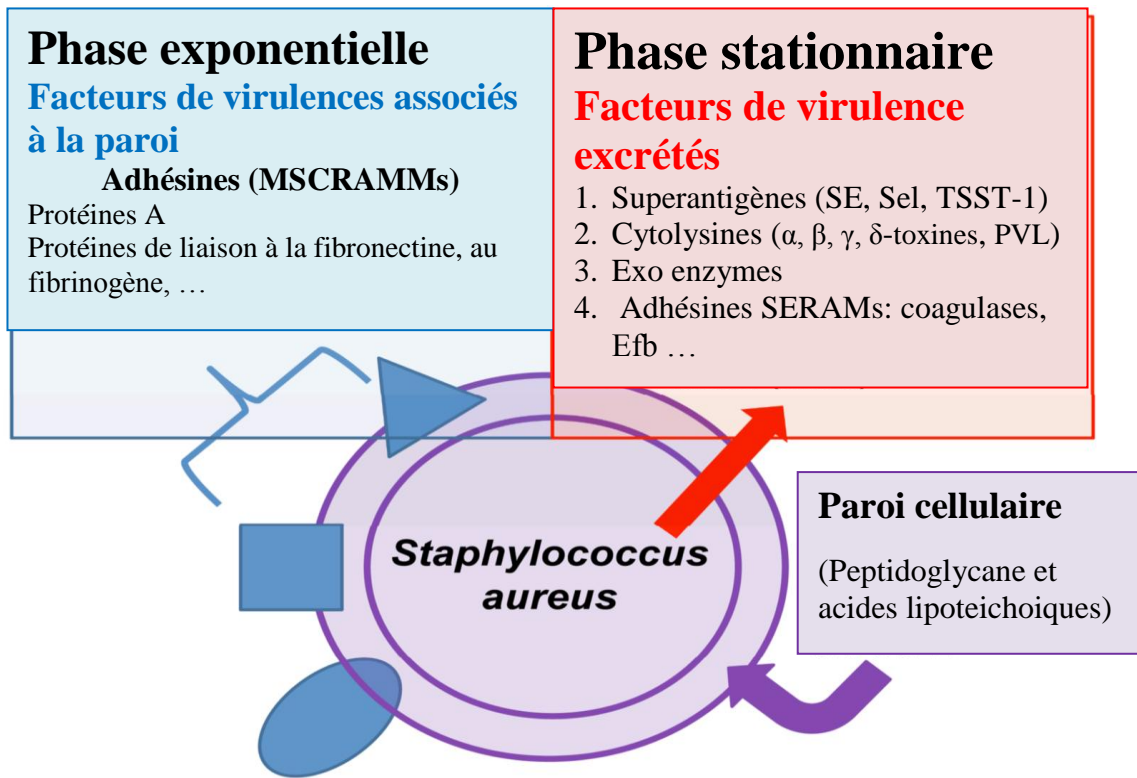 Phase exponentielle
Facteurs de virulences associés
à la paroi
Adhésines (MSCRAMMs)
Protéines A
Protéines de liaison à la fibronectine, au
fibrinogène, …
Phase stationnaire
Facteurs de virulence
excrétés
1. Superantigènes (SE, Sel, TSST-1)
2. Cytolysines (α, β, γ, δ-toxines, PVL)
3. Exo enzymes
4. Adhésines SERAMs: coagulases,
Efb …
Staphylococcus
aureus
Paroi cellulaire
(Peptidoglycane et
acides lipoteichoiques)